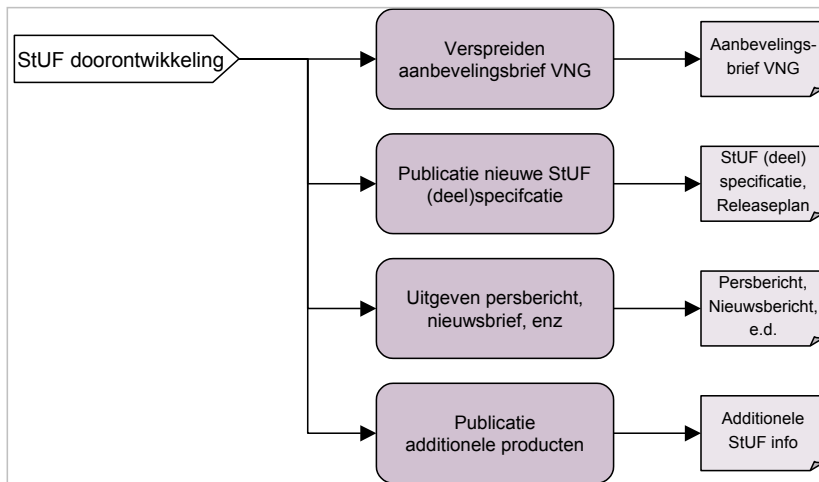 StUF doorontwikkeling
Verspreiden
aanbevelingsbrief VNG
Aanbevelings-
brief VNG
Publicatie nieuwe StUF
(deel)specifcatie
StUF (deel)
specificatie,
Releaseplan
Uitgeven persbericht,
nieuwsbrief, enz
Persbericht,
Nieuwsbericht,
e.d.
Publicatie
additionele producten
Additionele
StUF info